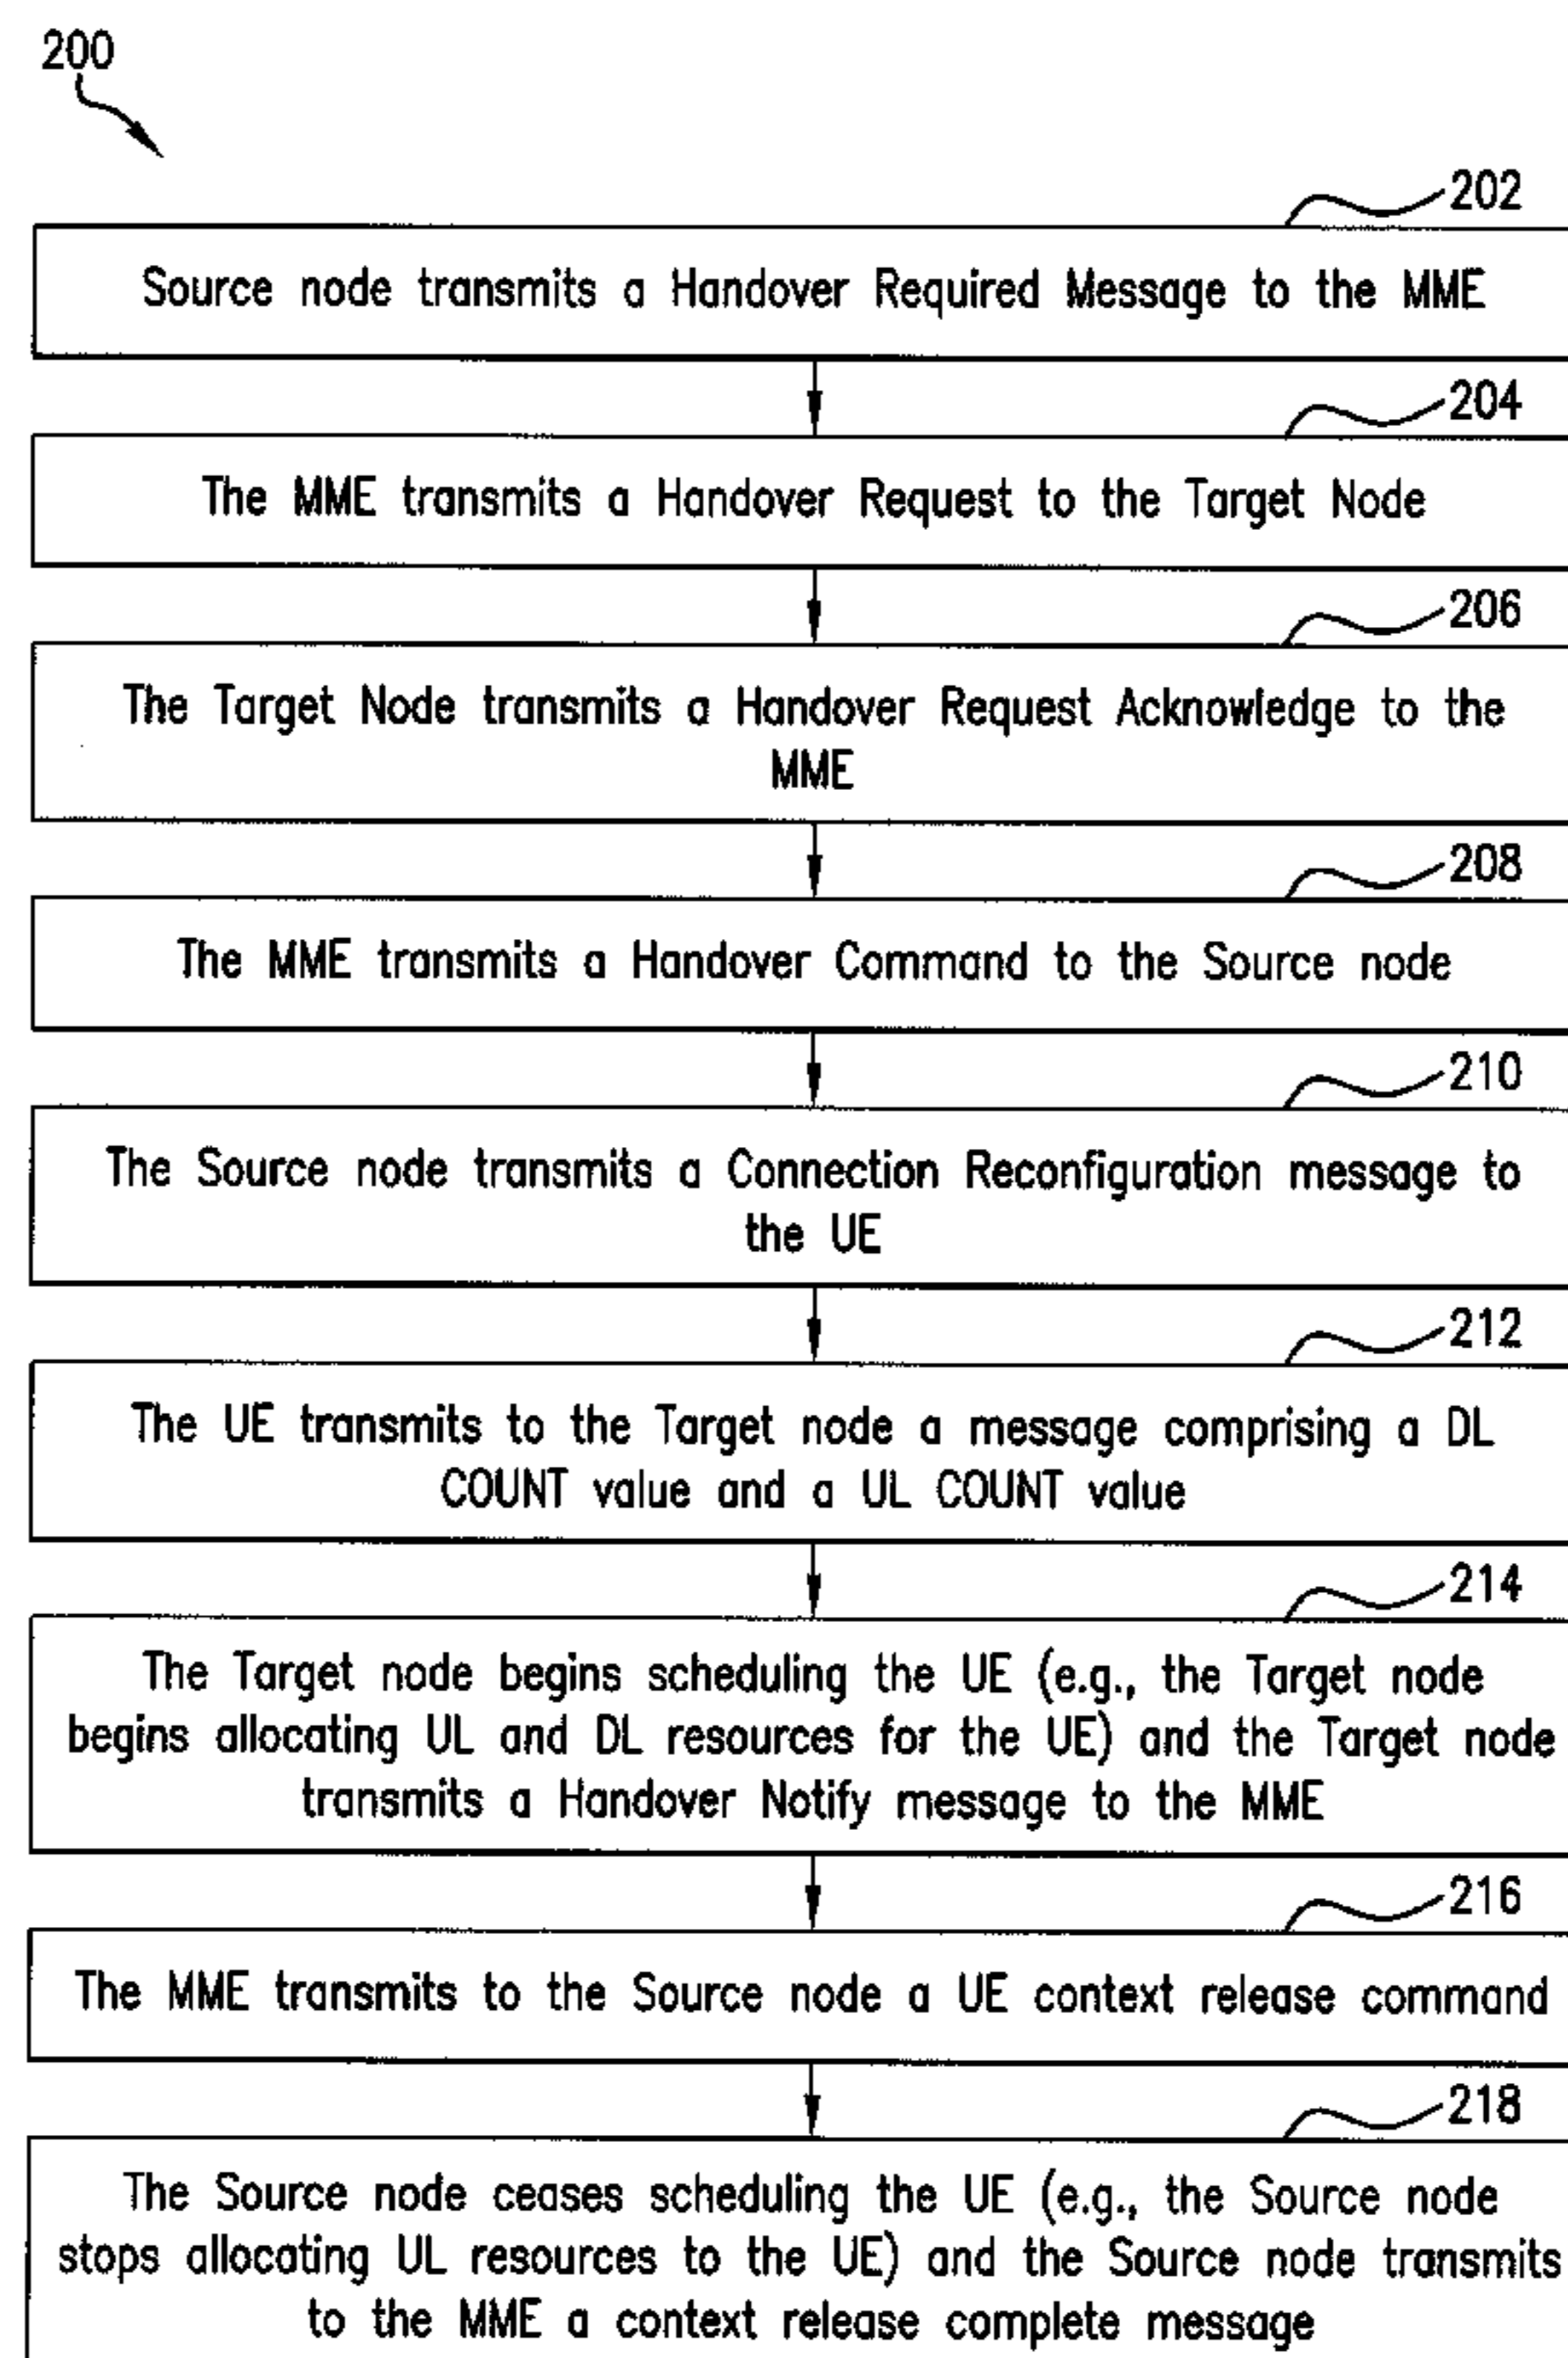 200
202
Source node transmits a Handover Required Message to the MME
204
The MME transmits a Handover Request to the Target Node
206
The Target Node transmits a Handover Request Acknowledge to the
MME
208
The MME transmits a Handover Command to the Source node
210
The Source node transmits a Connection Reconfiguration message to
the UE
212
The UE transmits to the Target node a message comprising a DL
COUNT value and a UL COUNT value
214
The Target node begins scheduling the UE (e.g., the Target node
begins allocating UL and DL resources for the UE) and the Target node
transmits a Handover Notify message to the MME
216
The MME transmits to the Source node a UE context release command
218
The Source node ceases scheduling the UE (e.g., the Source node
stops allocating UL resources to the UE) and the Source node transmits
to the MME a context release complete message